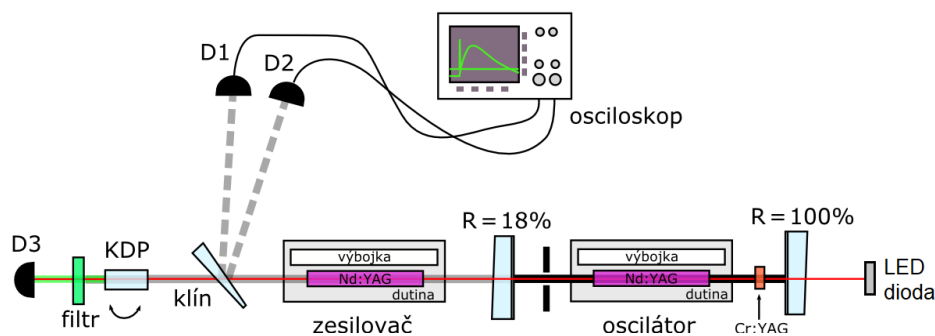 D1
D2
osciloskop
R = 18%
R = 100%
D3
KDP
klín
filtr
výbojka
Nd:YAG
dutina
zesilovač
výbojka
Nd:YAG
dutina
oscilátor
Cr:YAG
LED
dioda